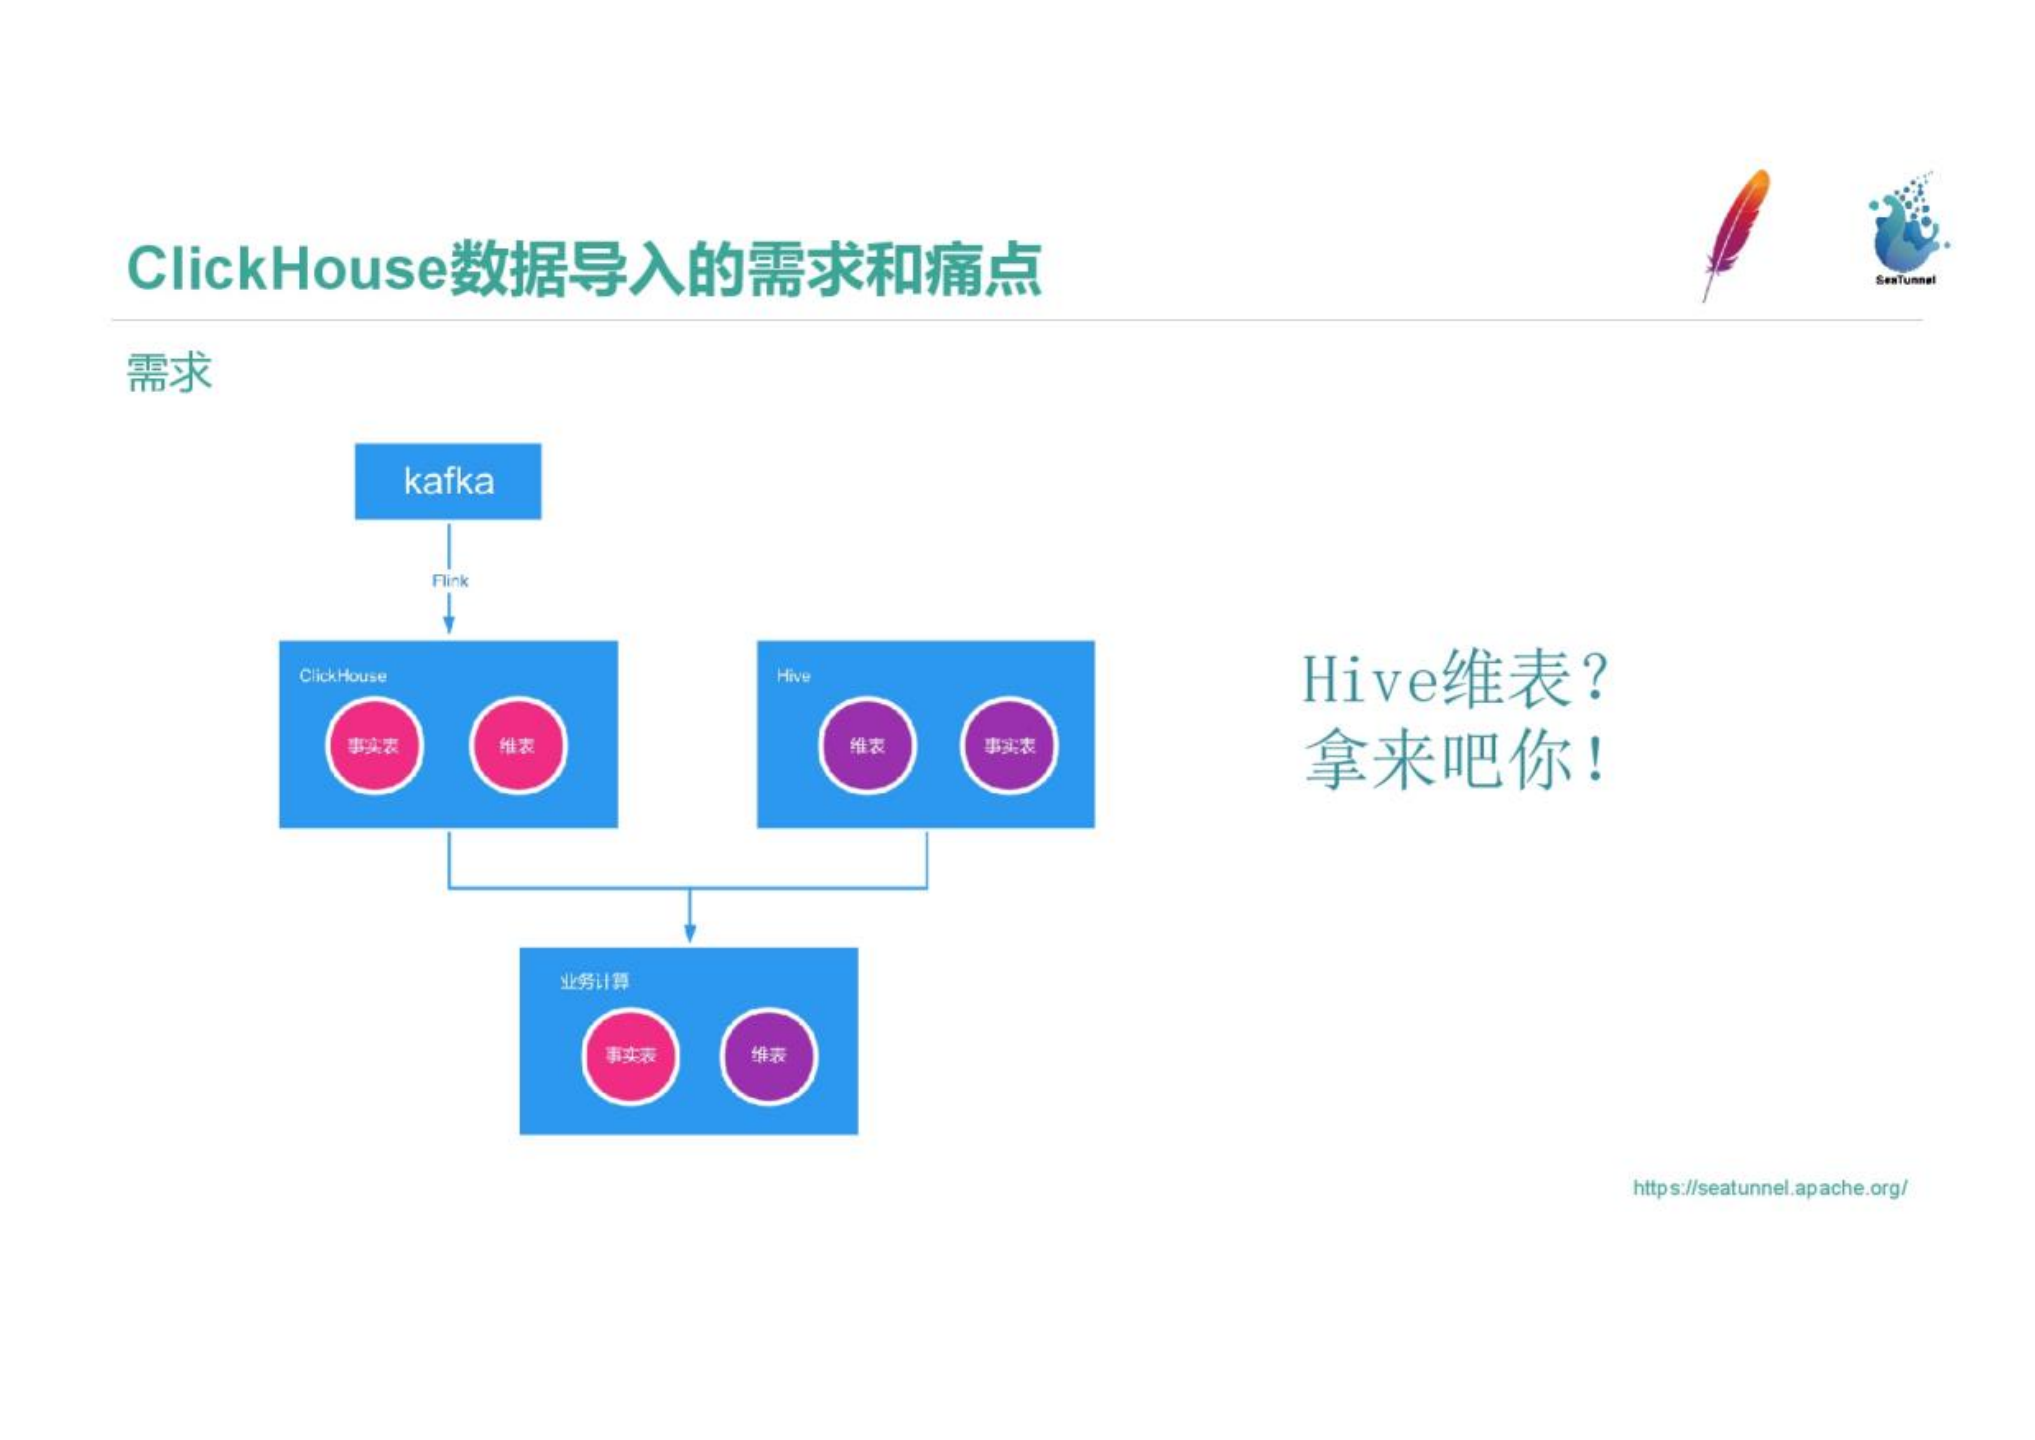 ClickHouse数据导入的需求和痛点
SeaTunnel
需求
kafka
Flink
ClickHouse
事实表
维表
Hive
维表
事实表
Hive维表？
拿来吧你！
业务计算
事实表
维表
https://seatunnel.apache.org/